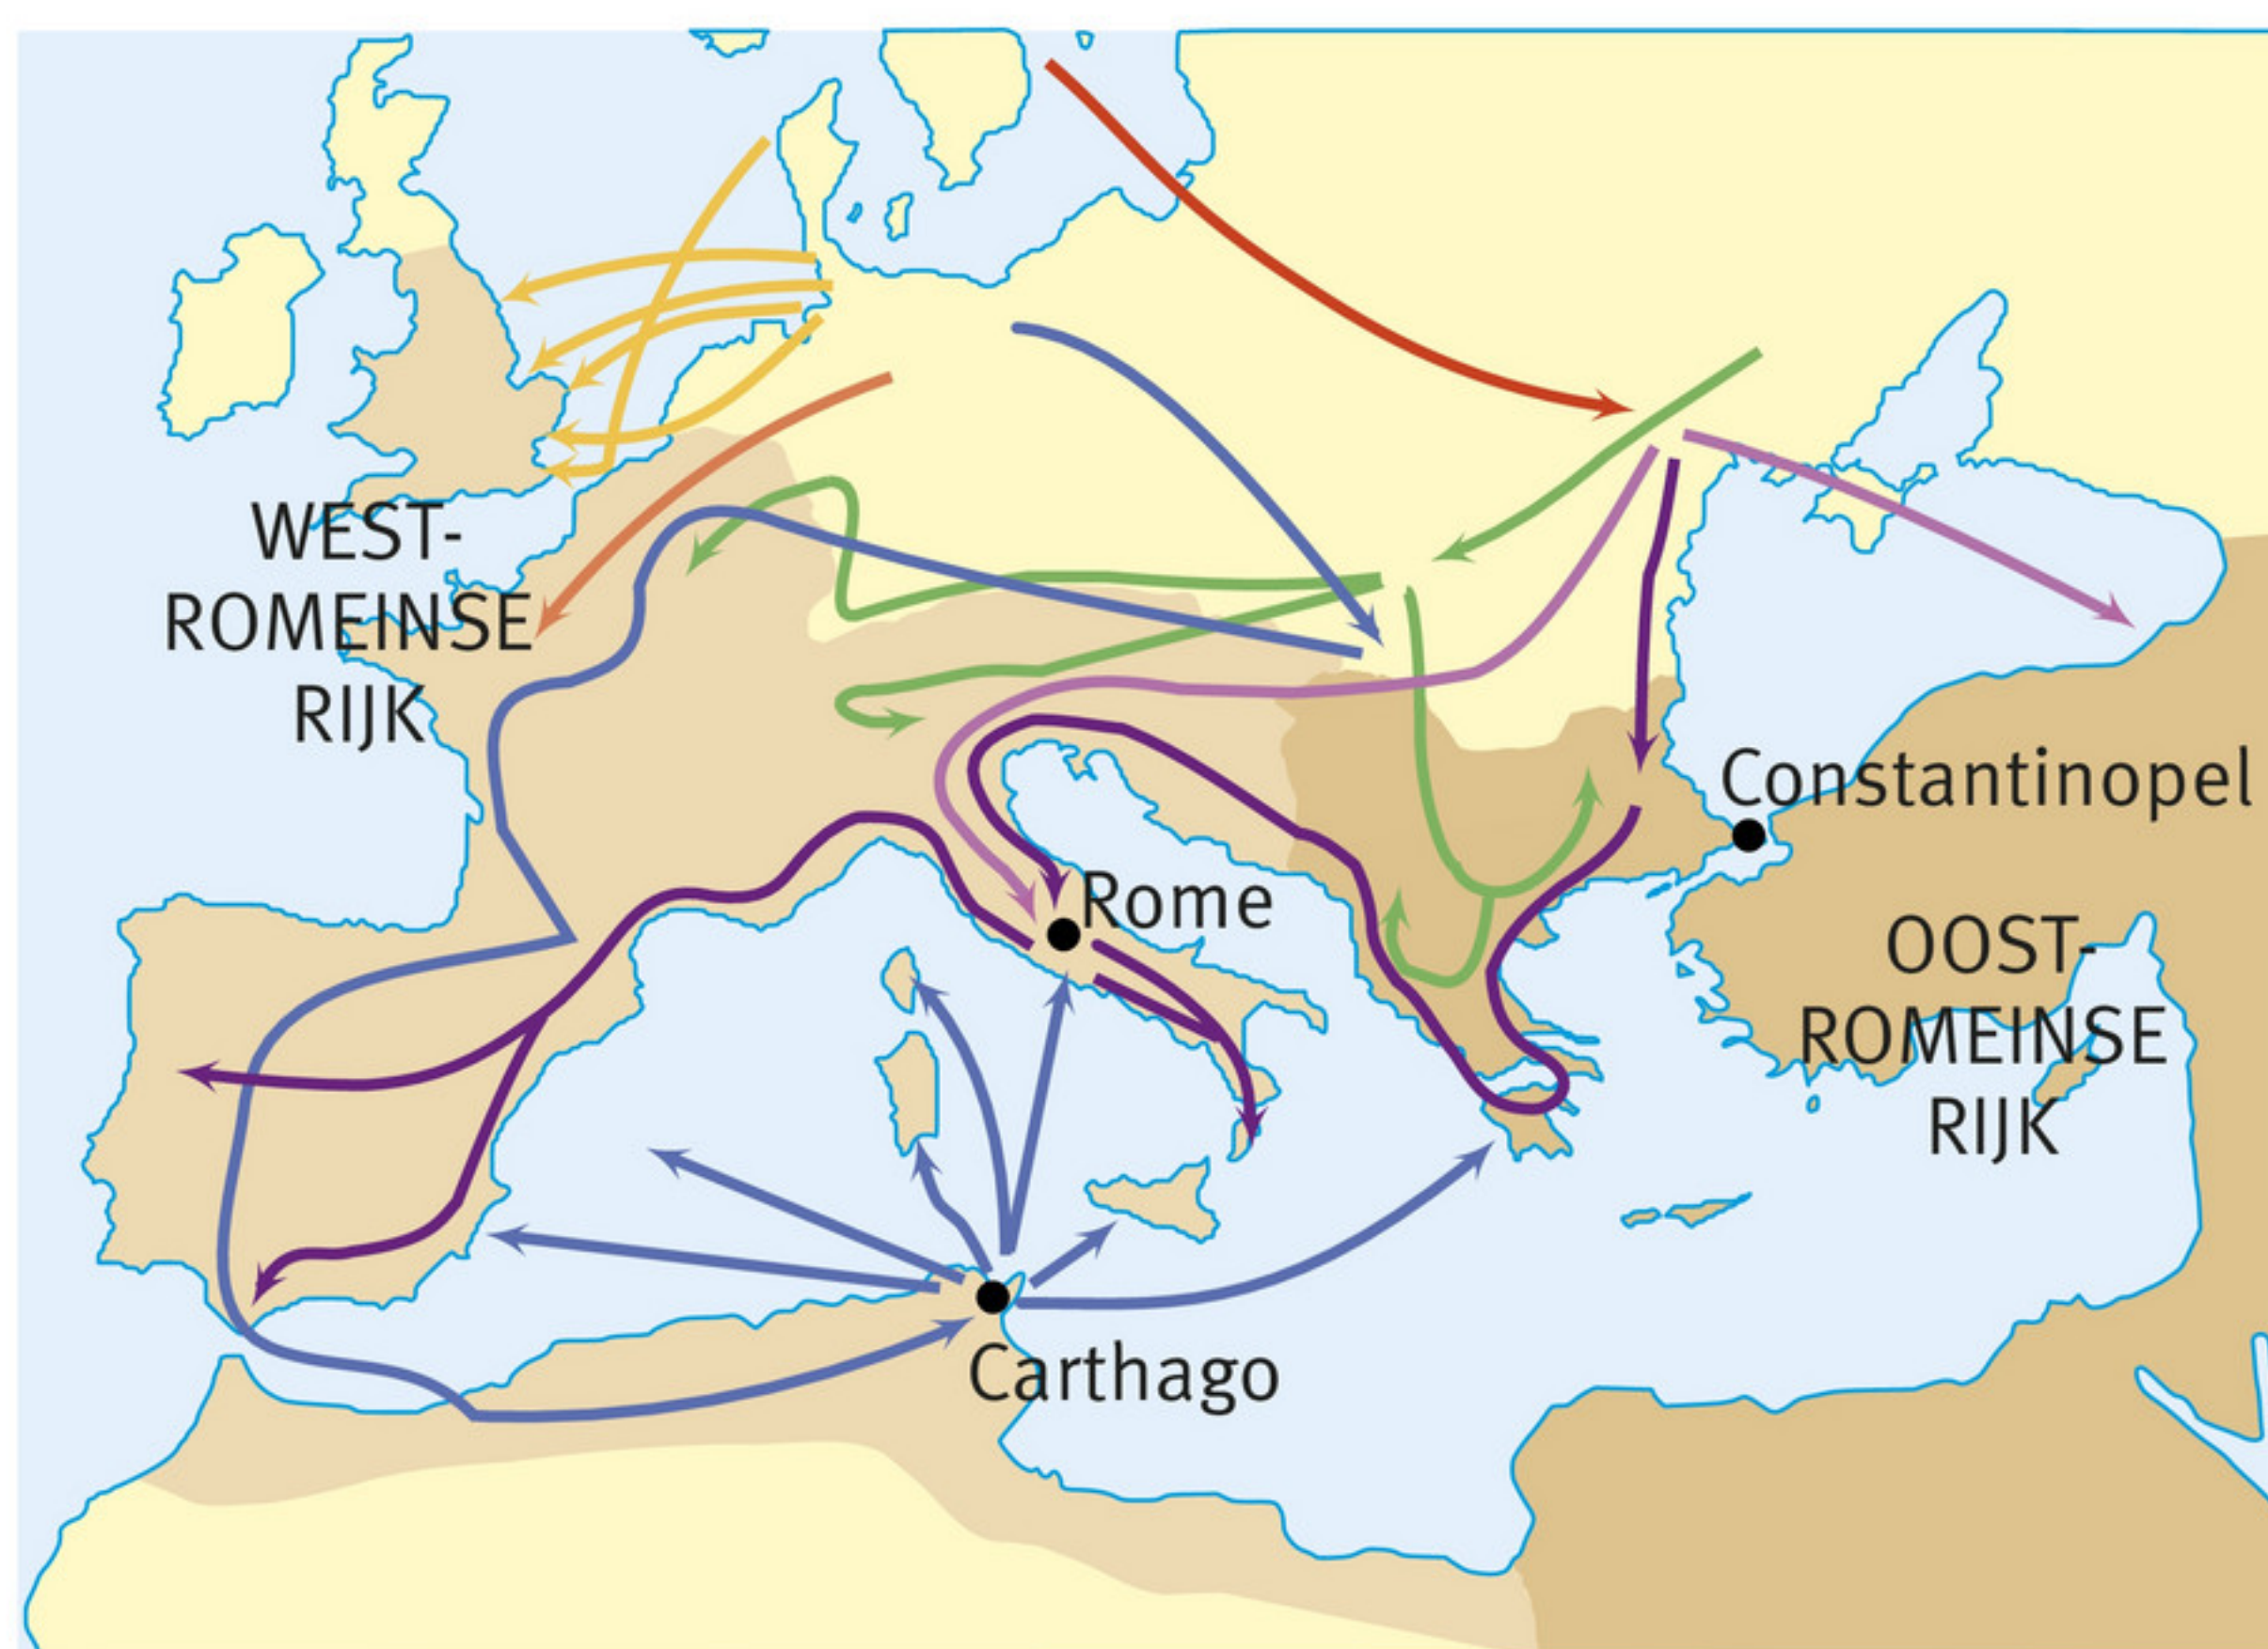 WEST-
ROMEINSE
RIJK
Constantinopel
Rome
OOST-
ROMEINSE
RIJK
Carthago